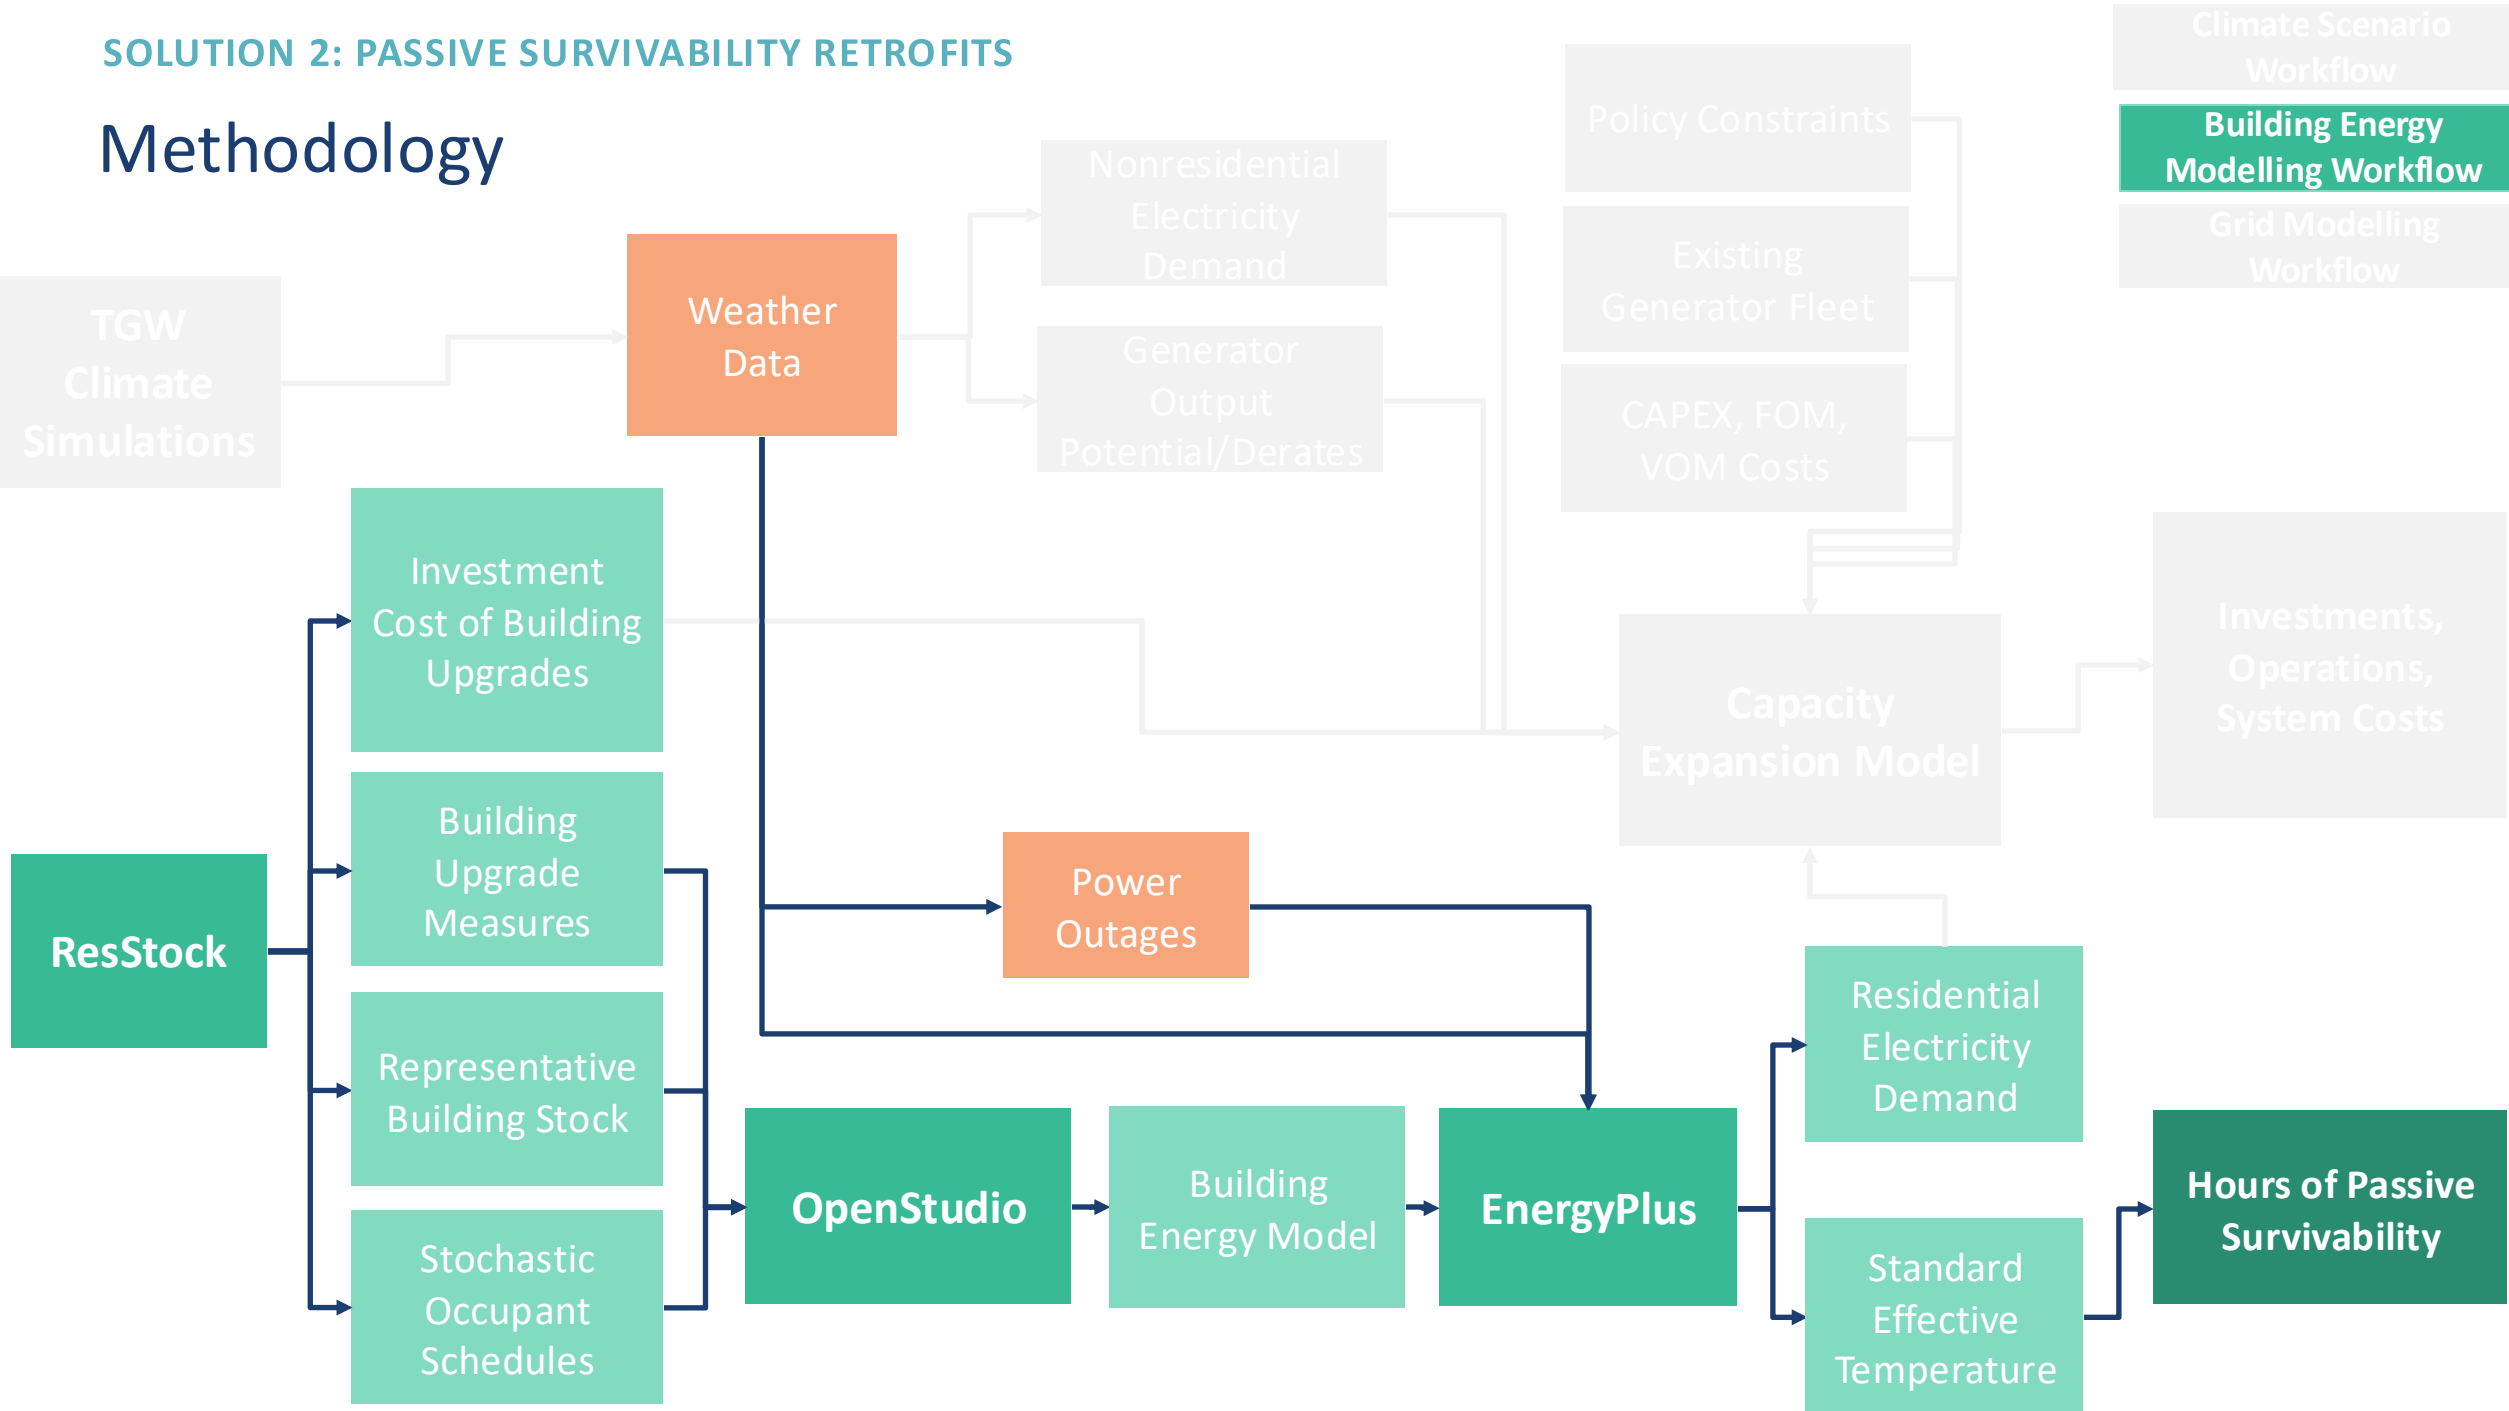 SOLUTION 2: PASSIVE SURVIVABILITY RETROFITS
Methodology
Climate Scenario
Workflow
Building Energy
Modelling Workflow
Grid Modelling
Workflow
Policy Constraints
Nonresidential
Electricity
Demand
Existing
Generator Fleet
Weather
Data
TGW
Climate
Simulations
Generator
Output
Potential/Derates
CAPEX, FOM,
VOM Costs
Investment
Cost of Building
Upgrades
Investments,
Operations,
System Costs
Capacity
Expansion Model
Building
Upgrade
Measures
Power
Outages
ResStock
Representative
Building Stock
Residential
Electricity
Demand
OpenStudio
Building
Energy Model
EnergyPlus
Hours of Passive
Survivability
Stochastic
Occupant
Schedules
Standard
Effective
Temperature